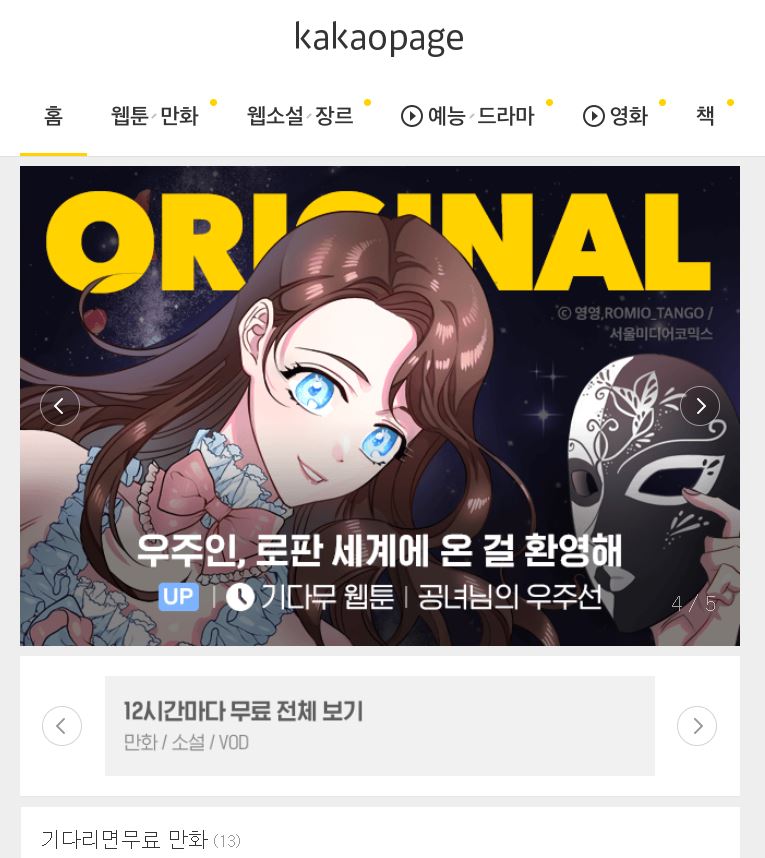 kakaopage
홈 웹툰·만화 웹소설·장르 예능·드라마 영화 책
ORIGINAL
© 영영,ROMIO_TANGO /
서울미디어코믹스
우주인, 로판 세계에 온 걸 환영해
UP | 기다무 웹툰 | 공녀님의 우주선
4 / 5
12시간마다 무료 전체 보기
만화 / 소설 / VOD
기다리면무료 만화 (13)